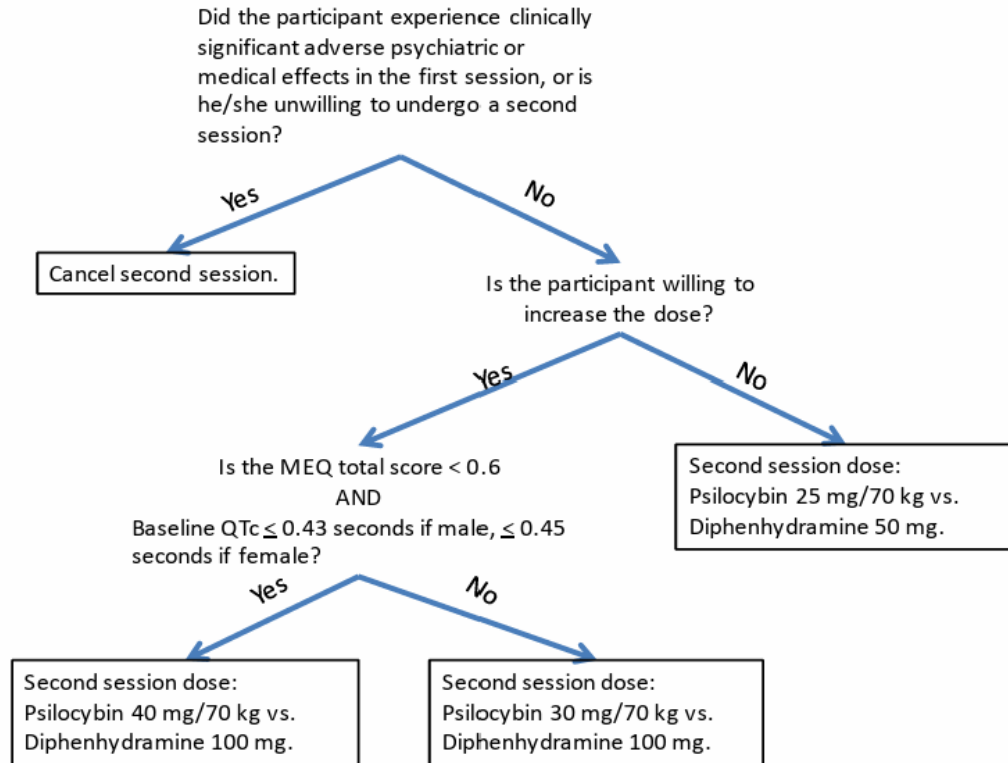 Did the participant experience clinically
significant adverse psychiatric or
medical effects in the first session, or is
he/she unwilling to undergo a second
session?
Yes
No
Cancel second session.
Is the participant willing to
increase the dose?
Yes
No
Is the MEQ total score < 0.6
AND
Baseline QTc ≤ 0.43 seconds if male, ≤ 0.45
seconds if female?
Second session dose:
Psilocybin 25 mg/70 kg vs.
Diphenhydramine 50 mg.
Yes
No
Second session dose:
Psilocybin 40 mg/70 kg vs.
Diphenhydramine 100 mg.
Second session dose:
Psilocybin 30 mg/70 kg vs.
Diphenhydramine 100 mg.